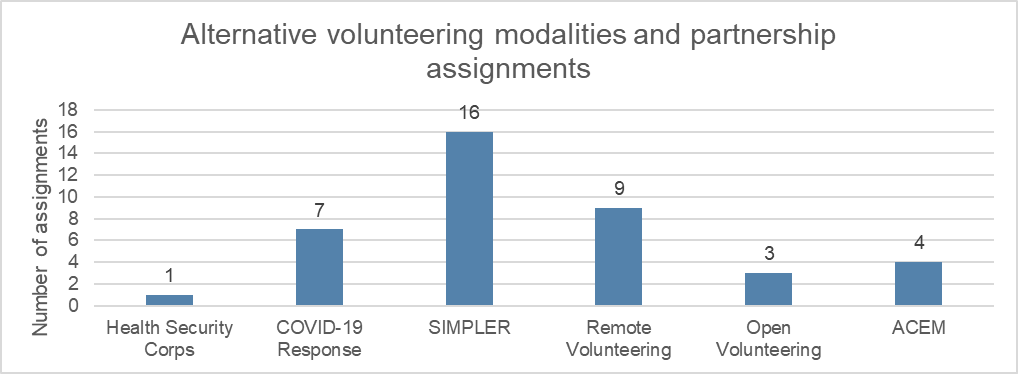 Alternative volunteering modalities and partnership
assignments
Number of assignments
18
16
14
12
10
8
6
4
2
0
1
7
16
9
3
4
Health Security
Corps
COVID-19
Response
SIMPLER
Remote
Volunteering
Open
Volunteering
ACEM